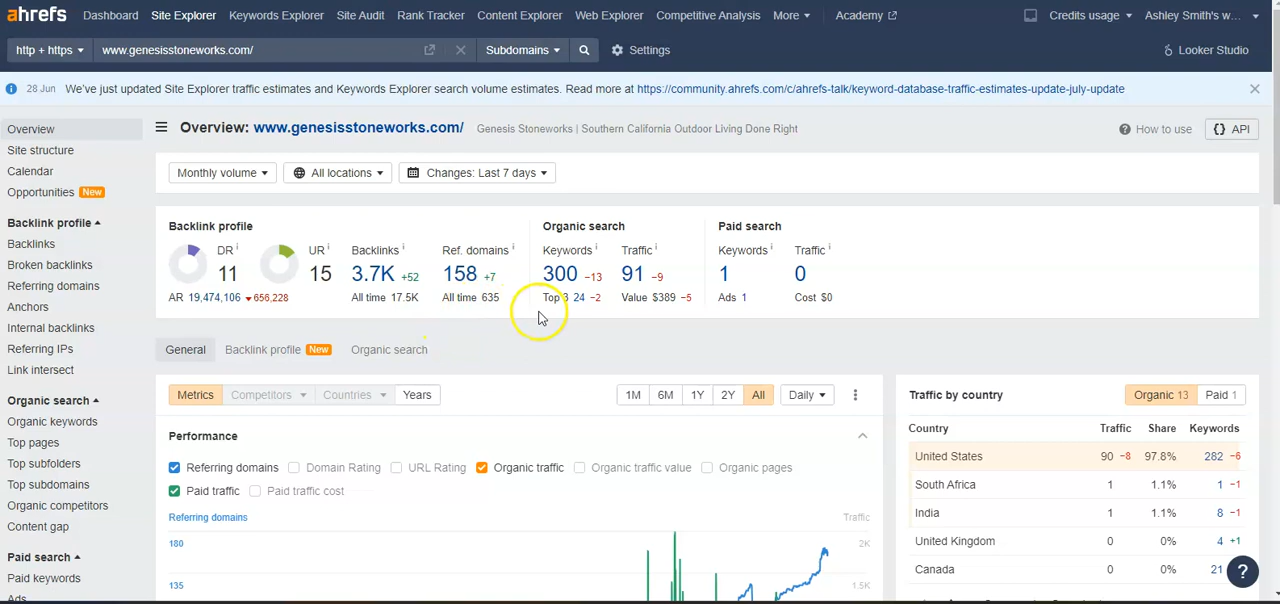 ahrefs Dashboard Site Explorer Keywords Explorer Site Audit Rank Tracker Content Explorer Web Explorer Competitive Analysis More Academy Credits usage Ashley Smith's w...
http + https www.genesisstoneworks.com/ Subdomains Settings Looker Studio
28 Jun We've just updated Site Explorer traffic estimates and Keywords Explorer search volume estimates. Read more at https://community.ahrefs.com/c/ahrefs-talk/keyword-database-traffic-estimates-update-july-update
Overview
Site structure
Calendar
Opportunities New
Backlink profile
Backlinks
Broken backlinks
Referring domains
Anchors
Internal backlinks
Referring IPs
Link intersect
Organic search
Organic keywords
Top pages
Top subfolders
Top subdomains
Organic competitors
Content gap
Paid search
Paid keywords
Ads
Overview: www.genesisstoneworks.com/ Genesis Stoneworks | Southern California Outdoor Living Done Right How to use {} API
Monthly volume All locations Changes: Last 7 days
Backlink profile Organic search Paid search
DR UR Backlinks Ref. domains Keywords Traffic Keywords Traffic
11 15 3.7K +52 158 +7 300 -13 91 -9 1 0
AR 19,474,106 656,228 All time 17.5K All time 635 Top 3 24 -2 Value $389 -5 Ads 1 Cost $0
General Backlink profile New Organic search
Metrics Competitors Countries Years 1M 6M 1Y 2Y All Daily
Performance
Referring domains Domain Rating URL Rating Organic traffic Organic traffic value Organic pages
Paid traffic Paid traffic cost
Referring domains Traffic
180 2K
135 1.5K
Traffic by country Organic 13 Paid 1
Country Traffic Share Keywords
United States 90 -8 97.8% 282 -6
South Africa 1 1.1% 1 -1
India 1 1.1% 8 -1
United Kingdom 0 0% 4 +1
Canada 0 0% 21
?